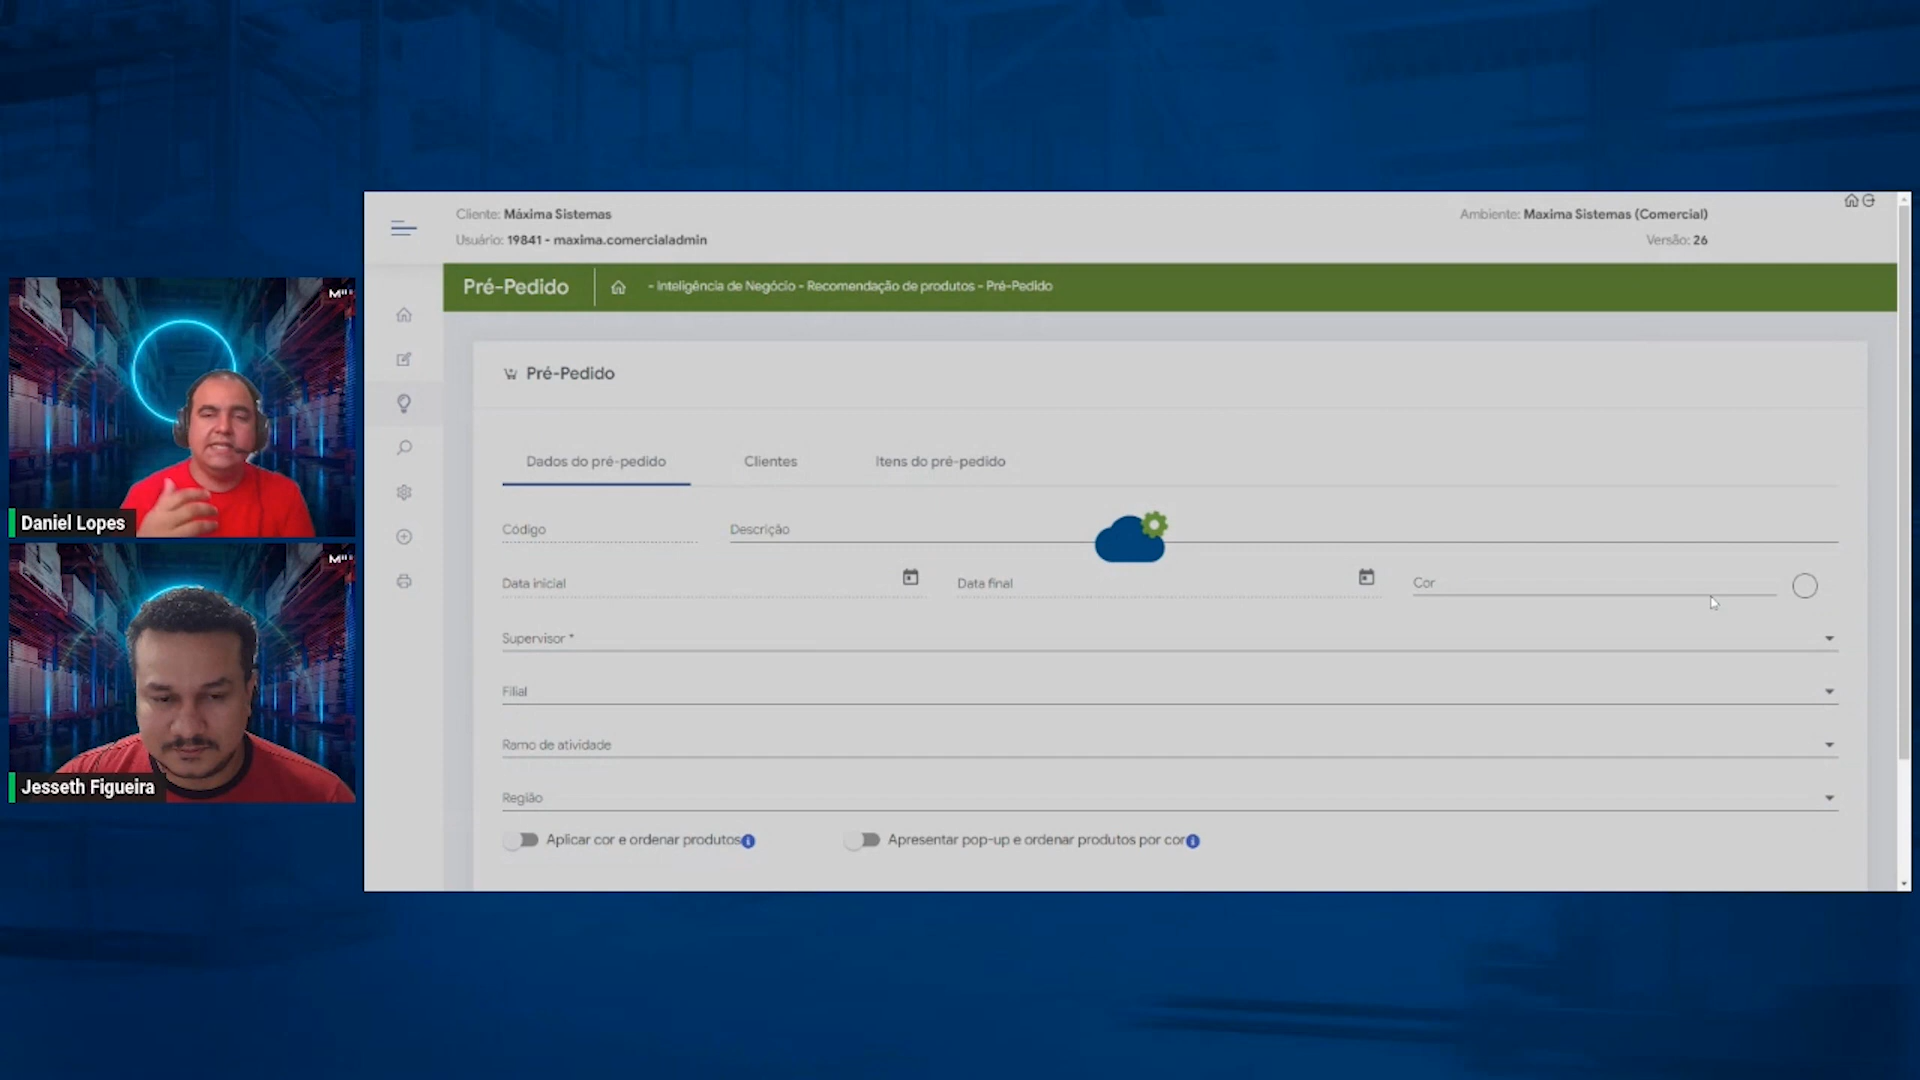 Cliente: Máxima Sistemas
Ambiente: Maxima Sistemas (Comercial)
Usuário: 19841 - maxima.comercialadmin
Versão: 26
Pré-Pedido
- Inteligência de Negócio - Recomendação de produtos - Pré-Pedido
Pré-Pedido
Dados do pré-pedido
Clientes
Itens do pré-pedido
Código
Descrição
Data inicial
Data final
Cor
Supervisor *
Filial
Ramo de atividade
Região
Aplicar cor e ordenar produtos
Apresentar pop-up e ordenar produtos por cor
Daniel Lopes
Jesseth Figueira